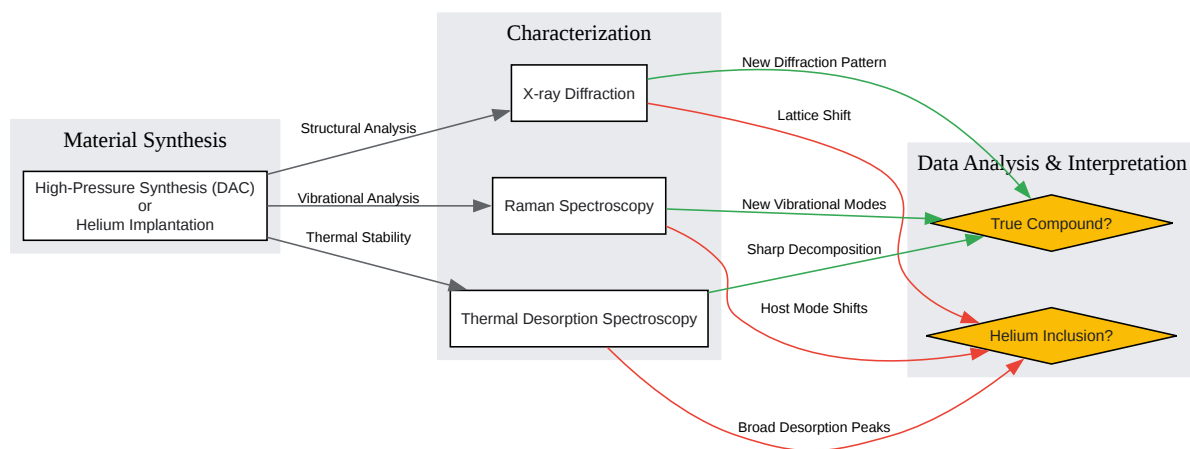 Material Synthesis
High-Pressure Synthesis (DAC)
or
Helium Implantation
Structural Analysis
Vibrational Analysis
Thermal Stability
Characterization
X-ray Diffraction
Raman Spectroscopy
Thermal Desorption Spectroscopy
New Diffraction Pattern
Lattice Shift
New Vibrational Modes
Sharp Decomposition
Host Mode Shifts
Broad Desorption Peaks
Data Analysis & Interpretation
True Compound?
Helium Inclusion?